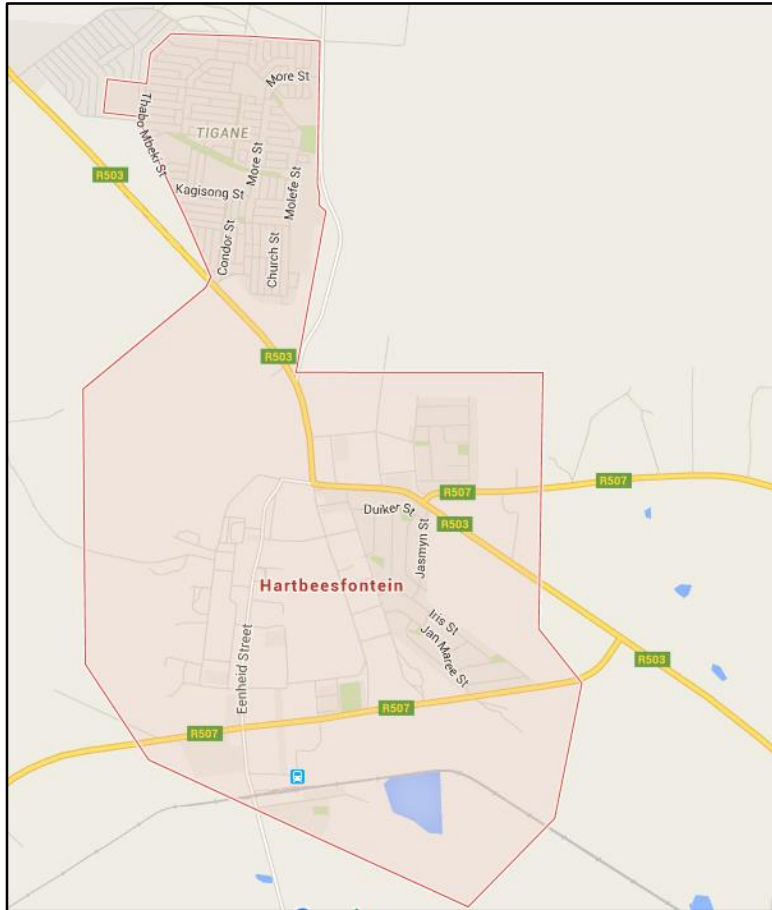 More St
TIGANE
Thabo Mbeki St
R503
More St
Kagisong St
Molefe St
Condor St
Church St
R503
R507
R507
Duiker St
R503
Jasmyn St
Hartbeesfontein
Iris St
Jan Maree St
Eenheid Street
R503
R507
R507